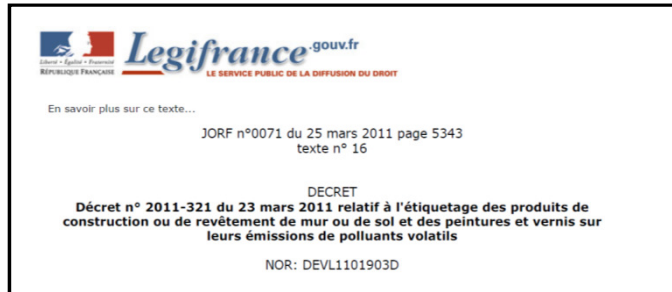 Legifrance.gouv.fr
Liberté • Égalité • Fraternité
RÉPUBLIQUE FRANÇAISE
LE SERVICE PUBLIC DE LA DIFFUSION DU DROIT
En savoir plus sur ce texte...
JORF n°0071 du 25 mars 2011 page 5343
texte n° 16
DECRET
Décret n° 2011-321 du 23 mars 2011 relatif à l'étiquetage des produits de
construction ou de revêtement de mur ou de sol et des peintures et vernis sur
leurs émissions de polluants volatils
NOR: DEVL1101903D